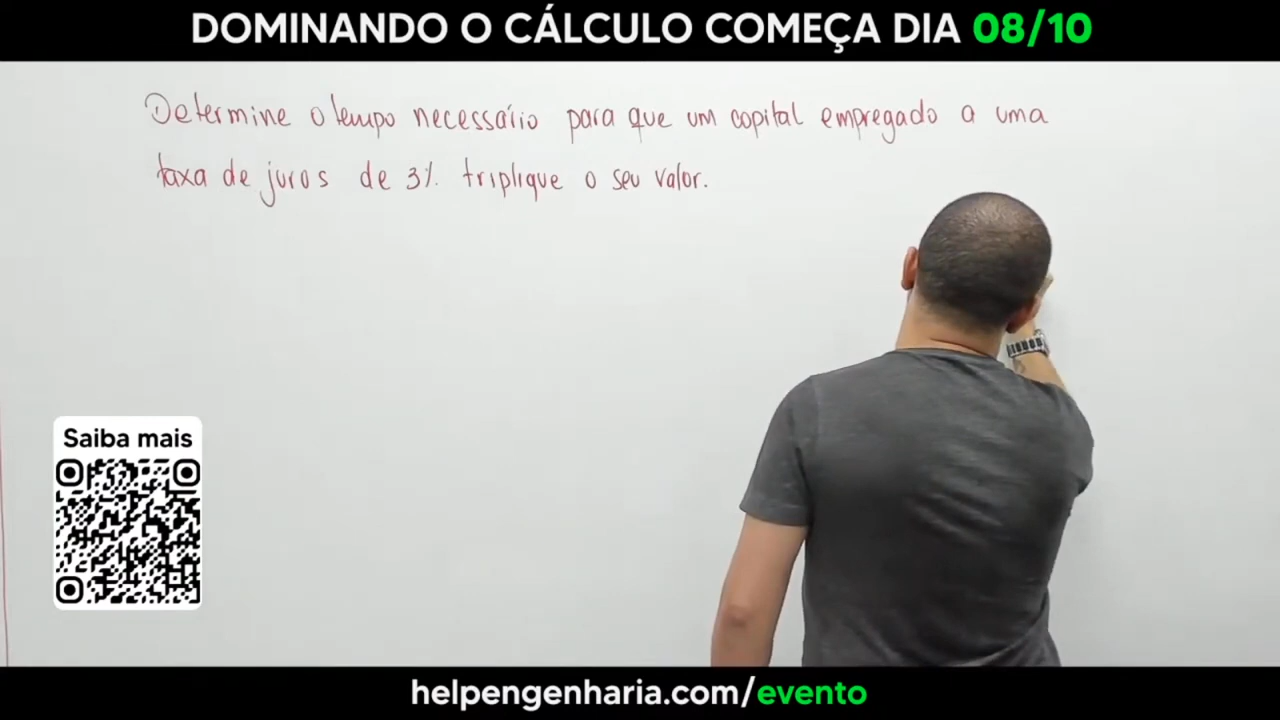 DOMINANDO O CÁLCULO COMEÇA DIA 08/10
Determine o tempo necessário para que um capital empregado a uma
taxa de juros de 3% triplique o seu valor.
Saiba mais
helpengenharia.com/evento